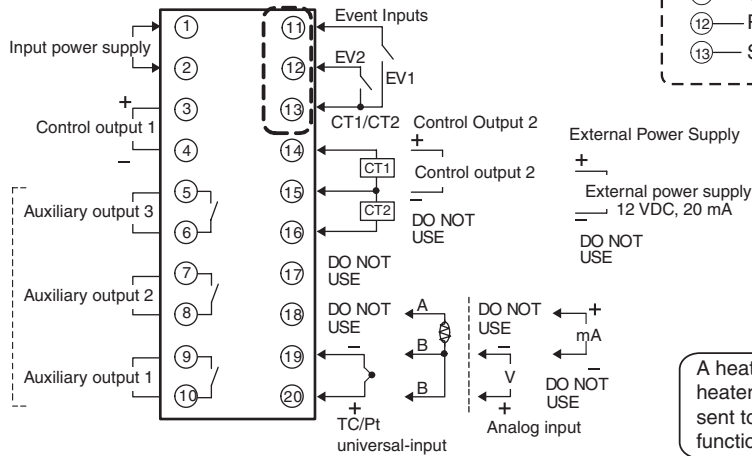 Input power supply
1
2
+
Control output 1
−
3
4
Auxiliary output 3
5
6
Auxiliary output 2
7
8
Auxiliary output 1
9
10
11
12
13
14
15
16
17
18
19
20
Event Inputs
EV2
EV1
CT1/CT2
CT1
CT2
Control Output 2
+
Control output 2
−
DO NOT
USE
External Power Supply
+
External power supply
12 VDC, 20 mA
−
DO NOT
USE
DO NOT
USE
DO NOT
USE
−
+
TC/Pt
universal-input
A
B
B
DO NOT
USE
−
V
+
Analog input
+
mA
−
DO NOT
USE
12
13
S
A heat
heater
sent to
functio